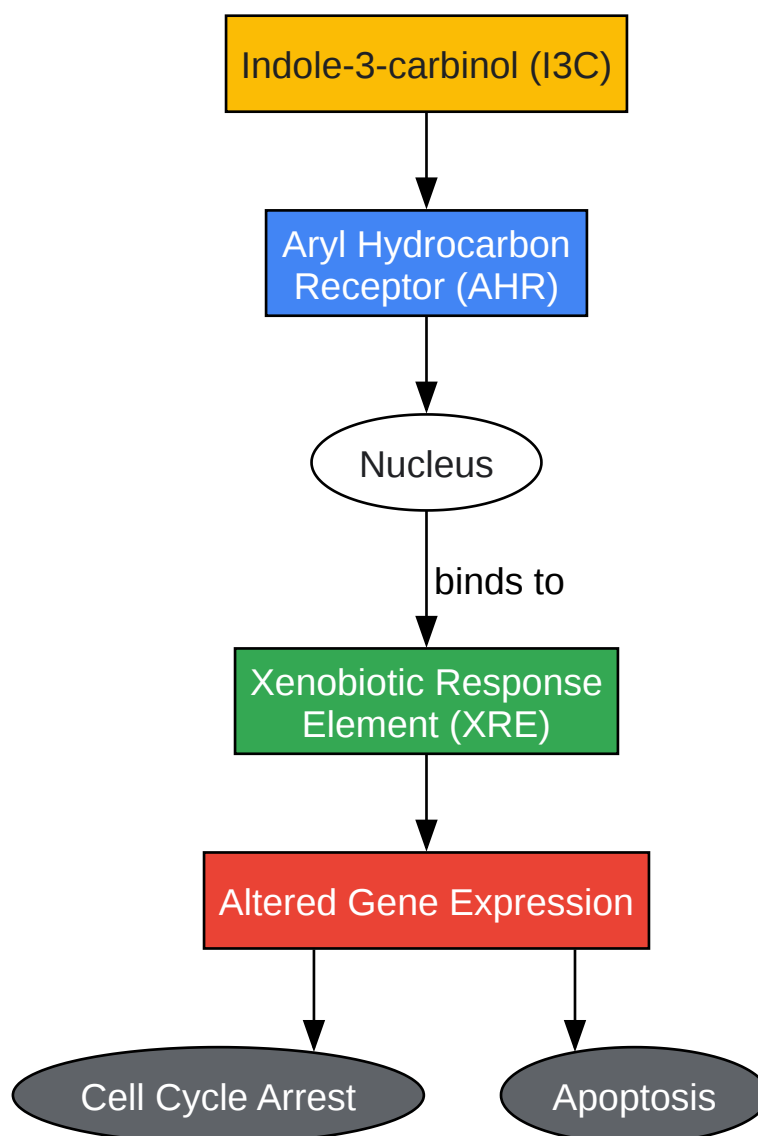 Indole-3-carbinol (I3C)
Aryl Hydrocarbon
Receptor (AHR)
Nucleus
binds to
Xenobiotic Response
Element (XRE)
Altered Gene Expression
Cell Cycle Arrest
Apoptosis